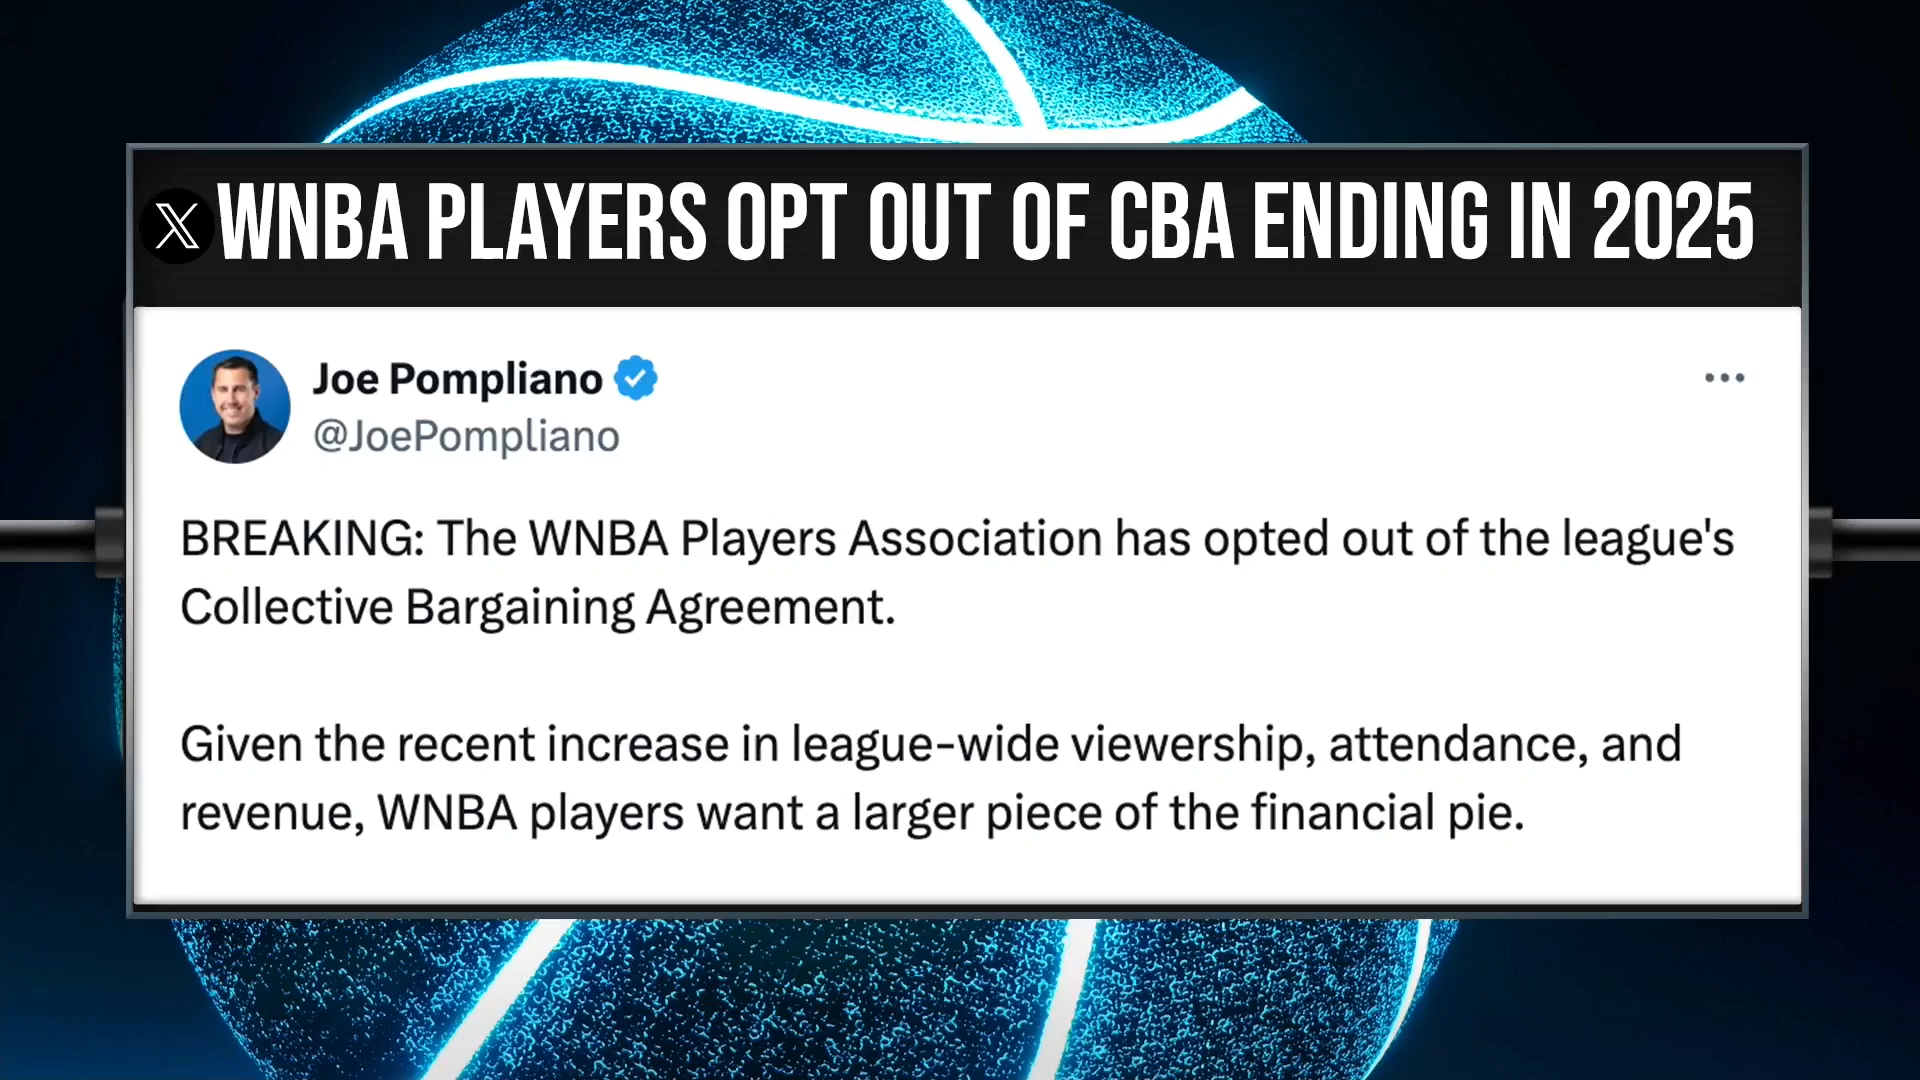 WNBA PLAYERS OPT OUT OF CBA ENDING IN 2025
Joe Pompliano
@JoePompliano
BREAKING: The WNBA Players Association has opted out of the league's
Collective Bargaining Agreement.
Given the recent increase in league-wide viewership, attendance, and
revenue, WNBA players want a larger piece of the financial pie.